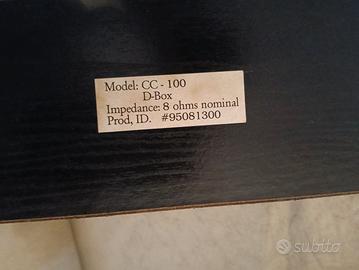 Model: CC - 100
D-Box
Impedance: 8 ohms nominal
Prod, ID. #95081300
subito